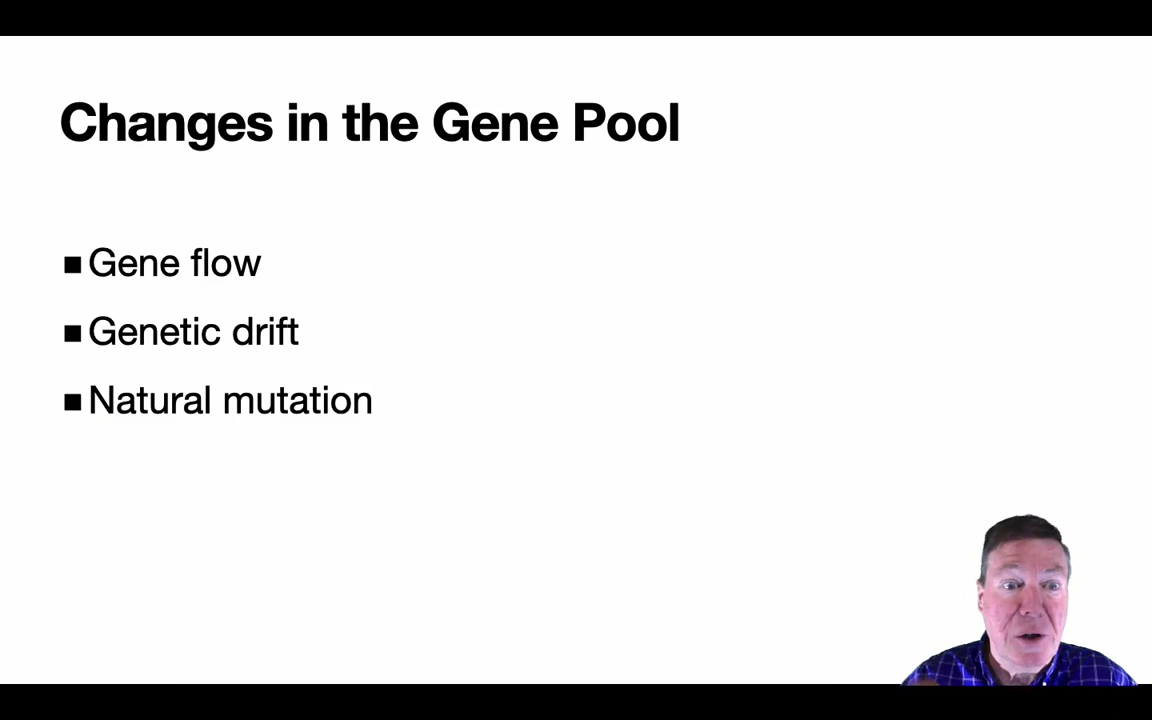 Changes in the Gene Pool
Gene flow
Genetic drift
Natural mutation